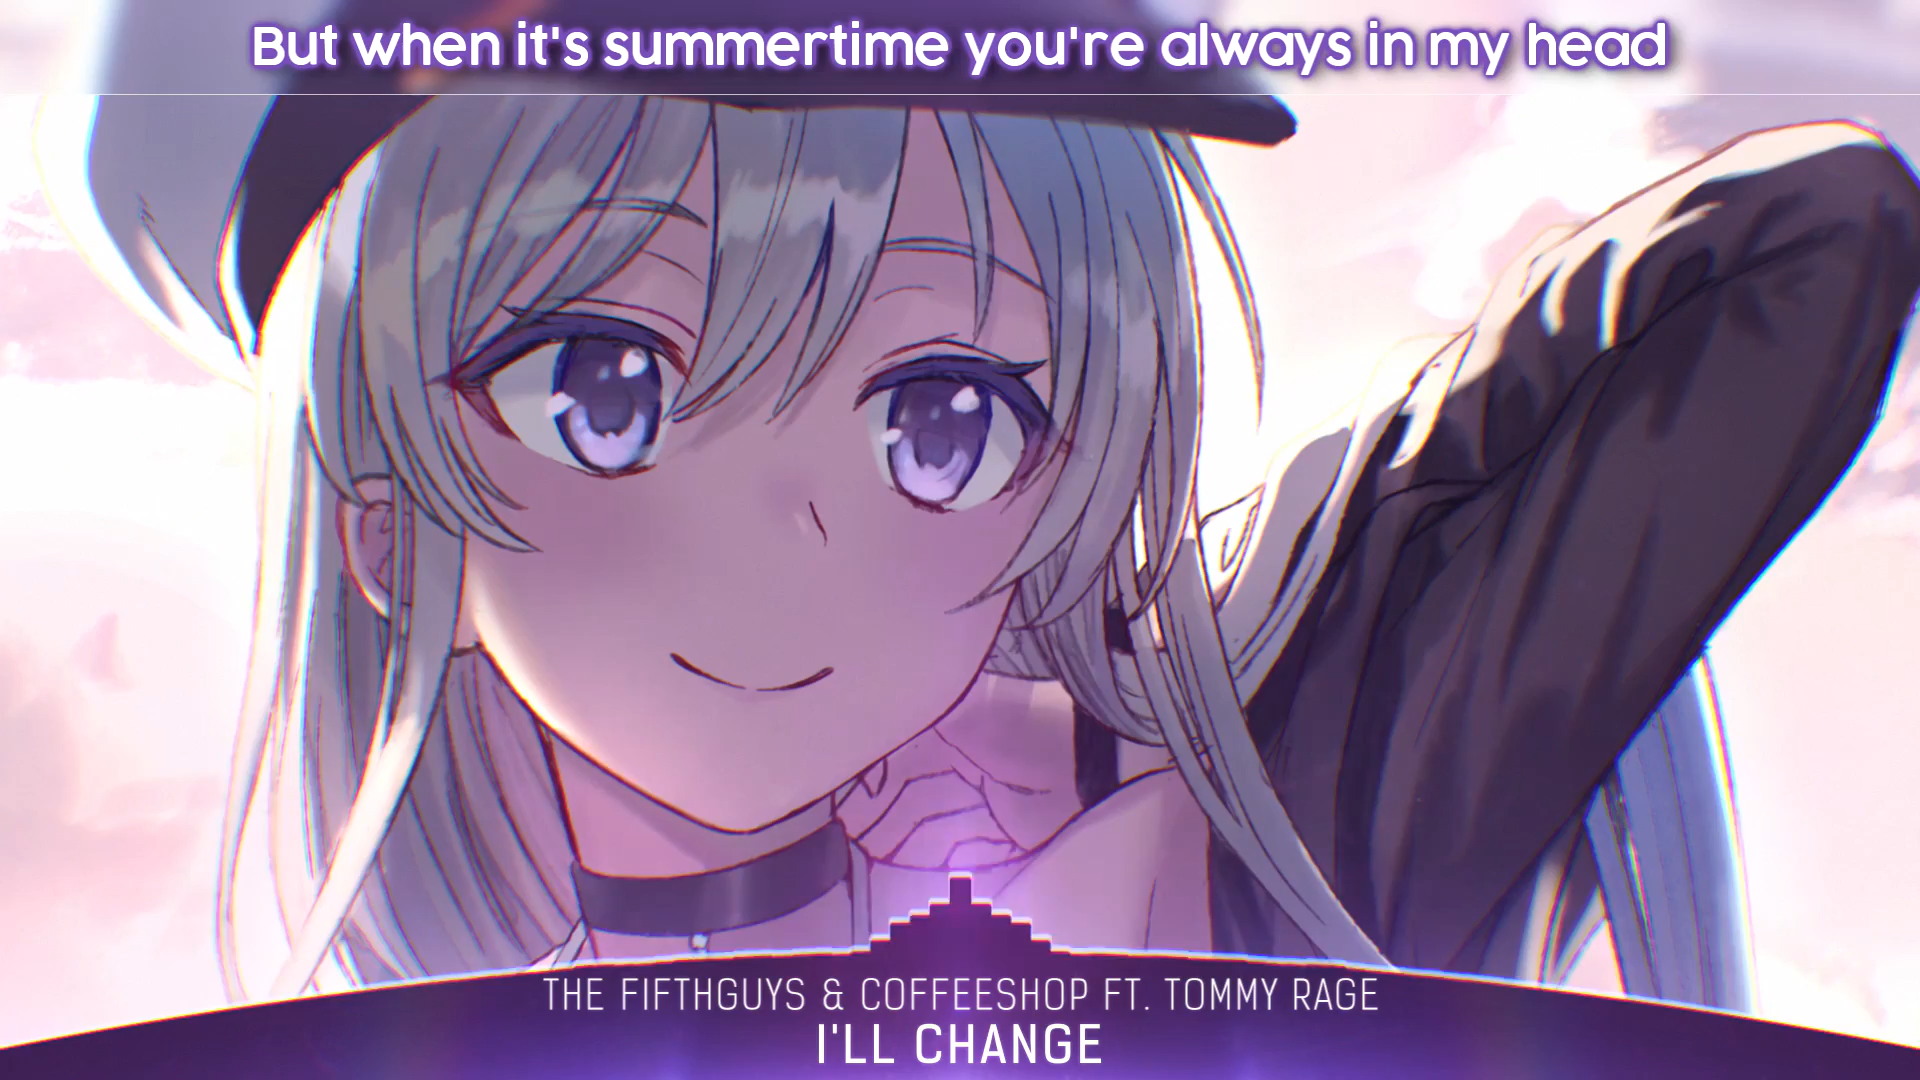 But when it's summertime you're always in my head
THE FIFTHGUYS & COFFEESHOP FT. TOMMY RAGE
I'LL CHANGE